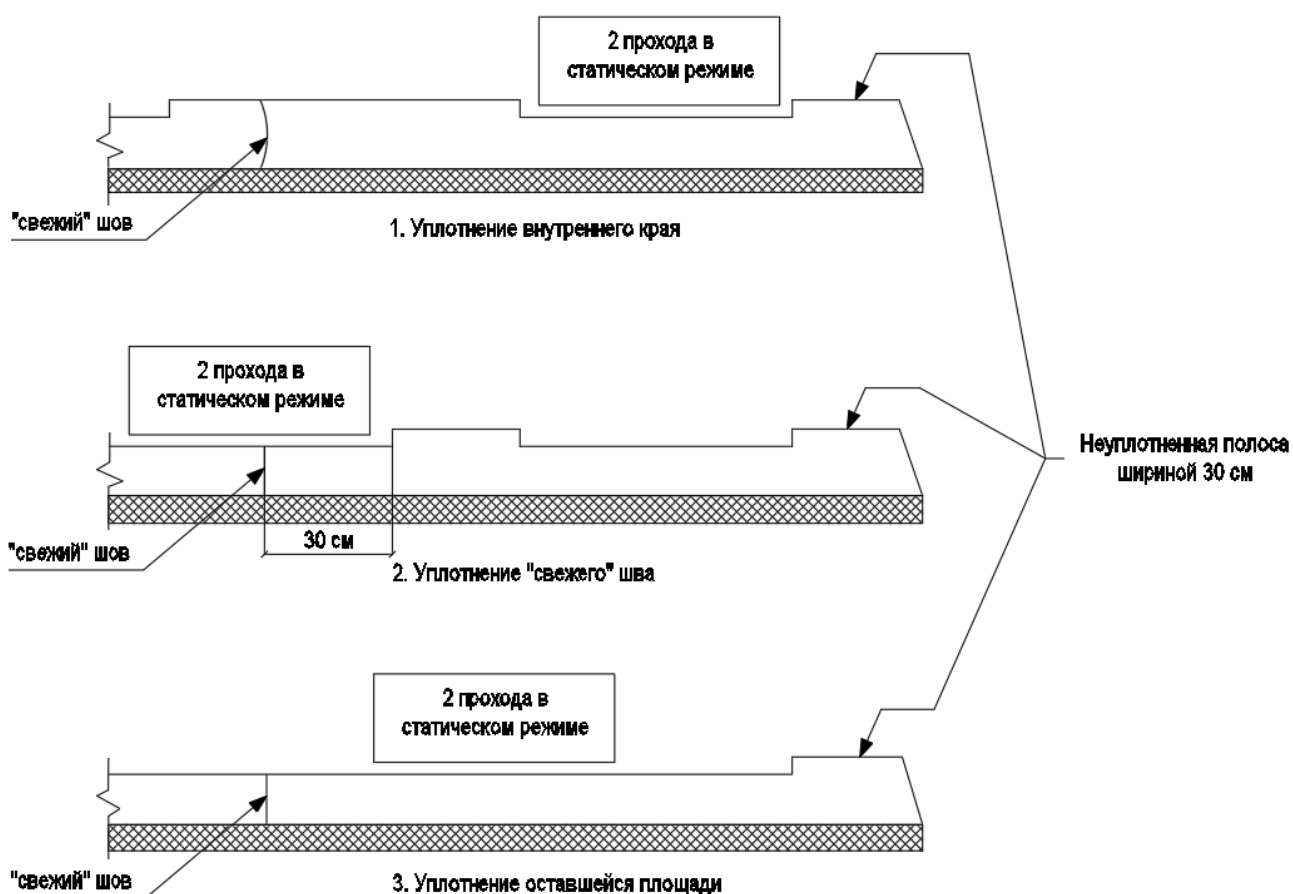 2 прохода в
статическом режиме
"свежий" шов
1. Уплотнение внутреннего края
2 прохода в
статическом режиме
Неуплотненная полоса
шириной 30 см
30 см
"свежий" шов
2. Уплотнение "свежего" шва
2 прохода в
статическом режиме
"свежий" шов
3. Уплотнение оставшейся площади